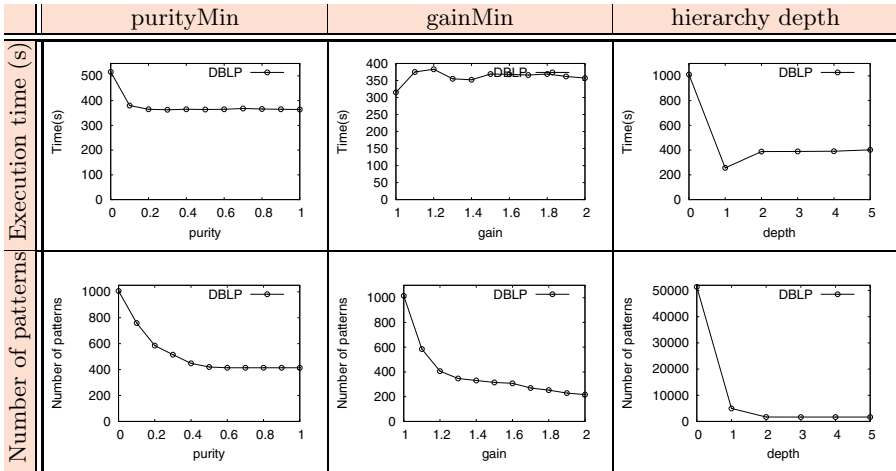 purityMin gainMin hierarchy depth
Execution time (s)
Time(s)
500
400
300
200
100
0
DBLP
0 0.2 0.4 0.6 0.8 1
purity
Time(s)
400
350
300
250
200
150
100
50
0
DBLP
1 1.2 1.4 1.6 1.8 2
gain
Time(s)
1000
800
600
400
200
0
DBLP
0 1 2 3 4 5
depth
Number of patterns
Number of patterns
1000
800
600
400
200
0
DBLP
0 0.2 0.4 0.6 0.8 1
purity
Number of patterns
1000
800
600
400
200
0
DBLP
1 1.2 1.4 1.6 1.8 2
gain
Number of patterns
50000
40000
30000
20000
10000
0
DBLP
0 1 2 3 4 5
depth